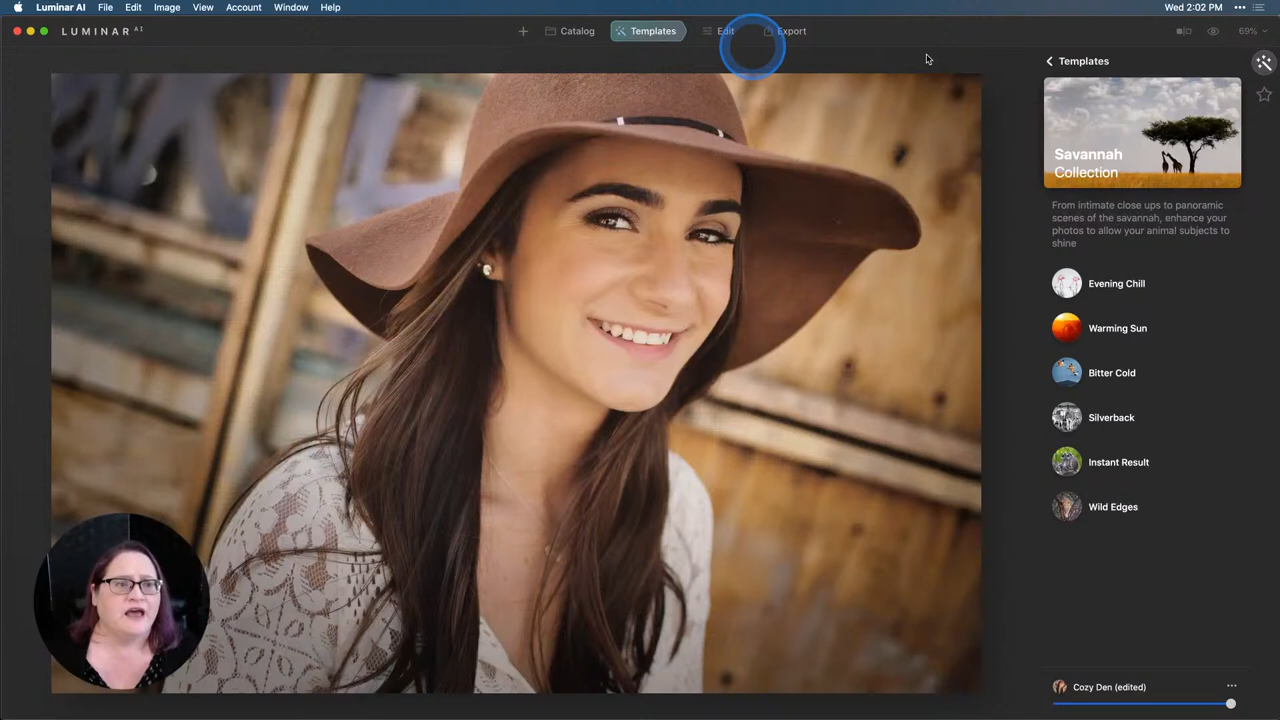 Luminar AI File Edit Image View Account Window Help Wed 2:02 PM
LUMINAR AI
Catalog Templates Edit Export 69%
Templates
Savannah
Collection
From intimate close ups to panoramic
scenes of the savannah, enhance your
photos to allow your animal subjects to
shine
Evening Chill
Warming Sun
Bitter Cold
Silverback
Instant Result
Wild Edges
Cozy Den (edited)